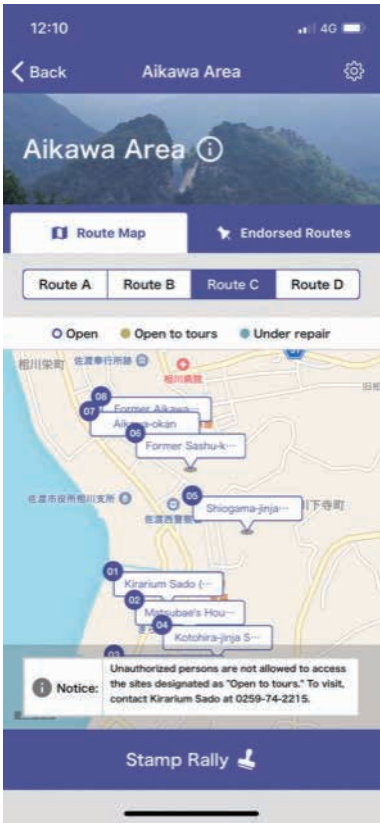 12:10
4G
Back
Aikawa Area
Aikawa Area
Route Map
Endorsed Routes
Route A
Route B
Route C
Route D
Open
Open to tours
Under repair
相川栄町
佐渡奉行所跡
相川病院
08
Former Aikawa…
07
Aikawa-okan
06
Former Sashu-k…
佐渡市役所相川支所
05
Shiogama-jinja…
下寺町
01
Kirarium Sado (…
02
Matsubae's Hou…
04
Kotohira-jinja S…
03
Notice:
Unauthorized persons are not allowed to access
the sites designated as "Open to tours." To visit,
contact Kirarium Sado at 0259-74-2215.
Stamp Rally